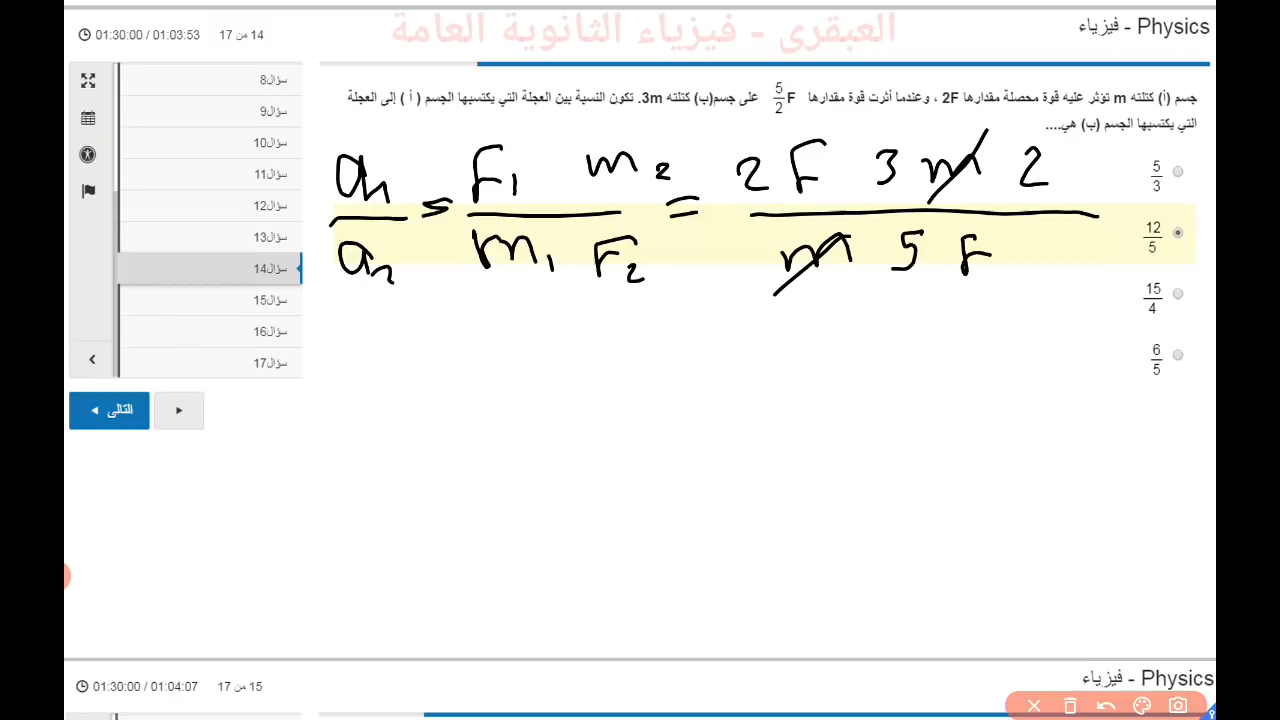 العبقرى - فيزياء الثانوية العامة
Physics - فيزياء
14 من 17
01:30:00 / 01:03:53
جسم (أ) كتلته m تؤثر عليه قوة محصلة مقدارها 2F ، وعندما أثرت قوة مقدارها 5/2 F على جسم(ب) كتلته 3m. تكون النسبة بين العجلة التي يكتسبها الجسم ( أ ) إلى العجلة
التي يكتسبها الجسم (ب) هي....
5/3
12/5
15/4
6/5
a1/a2 = F1 m2 / m1 F2 = 2F 3m 2 / m 5 F
سؤال8
سؤال9
سؤال10
سؤال11
سؤال12
سؤال13
سؤال14
سؤال15
سؤال16
سؤال17
التالى
Physics - فيزياء
15 من 17
01:30:00 / 01:04:07